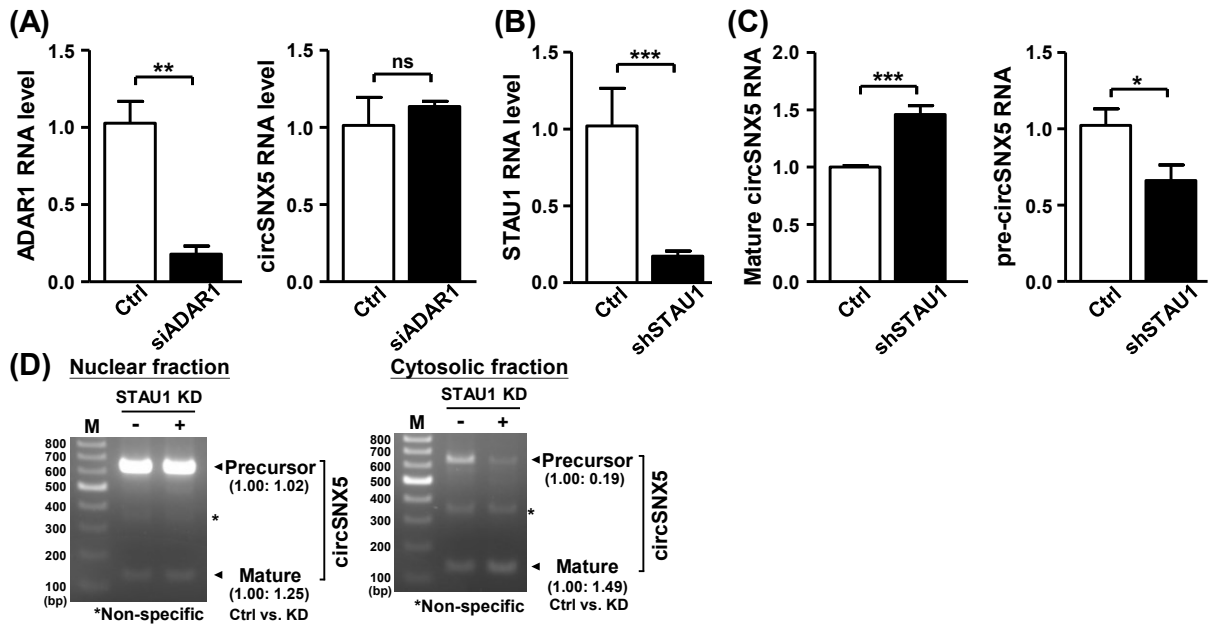 (A)
ADAR1 RNA level
1.5
1.0
0.5
0.0
**
Ctrl
siADAR1
circSNX5 RNA level
1.5
1.0
0.5
0.0
ns
Ctrl
siADAR1
(B)
STAU1 RNA level
1.5
1.0
0.5
0.0
***
Ctrl
shSTAU1
(C)
Mature circSNX5 RNA
2.0
1.5
1.0
0.5
0.0
***
Ctrl
shSTAU1
pre-circSNX5 RNA
1.5
1.0
0.5
0.0
*
Ctrl
shSTAU1
(D)
Nuclear fraction
STAU1 KD
M - +
800
700
600
500
400
300
200
100
(bp)
Precursor
(1.00: 1.02)
*
Mature
(1.00: 1.25)
circSNX5
*Non-specific Ctrl vs. KD
Cytosolic fraction
STAU1 KD
M - +
800
700
600
500
400
300
200
100
(bp)
Precursor
(1.00: 0.19)
*
Mature
(1.00: 1.49)
circSNX5
*Non-specific Ctrl vs. KD